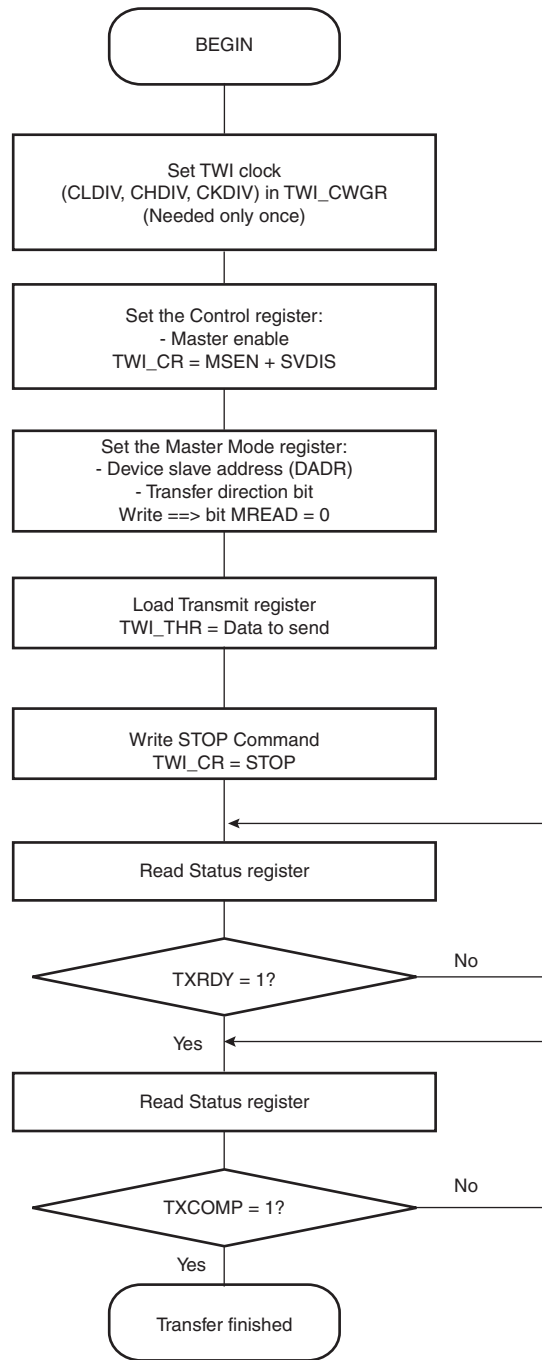 BEGIN
Set TWI clock
(CLDIV, CHDIV, CKDIV) in TWI_CWGR
(Needed only once)
Set the Control register:
- Master enable
TWI_CR = MSEN + SVDIS
Set the Master Mode register:
- Device slave address (DADR)
- Transfer direction bit
Write ==> bit MREAD = 0
Load Transmit register
TWI_THR = Data to send
Write STOP Command
TWI_CR = STOP
Read Status register
TXRDY = 1?
No
Yes
Read Status register
TXCOMP = 1?
No
Yes
Transfer finished